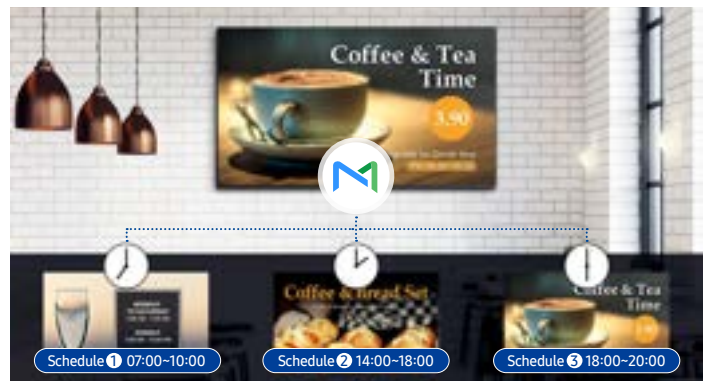 Coffee & Tea
Time
3.90
Coffee & Bread Set
Coffee & Tea
Time
Schedule 1 07:00~10:00
Schedule 2 14:00~18:00
Schedule 3 18:00~20:00